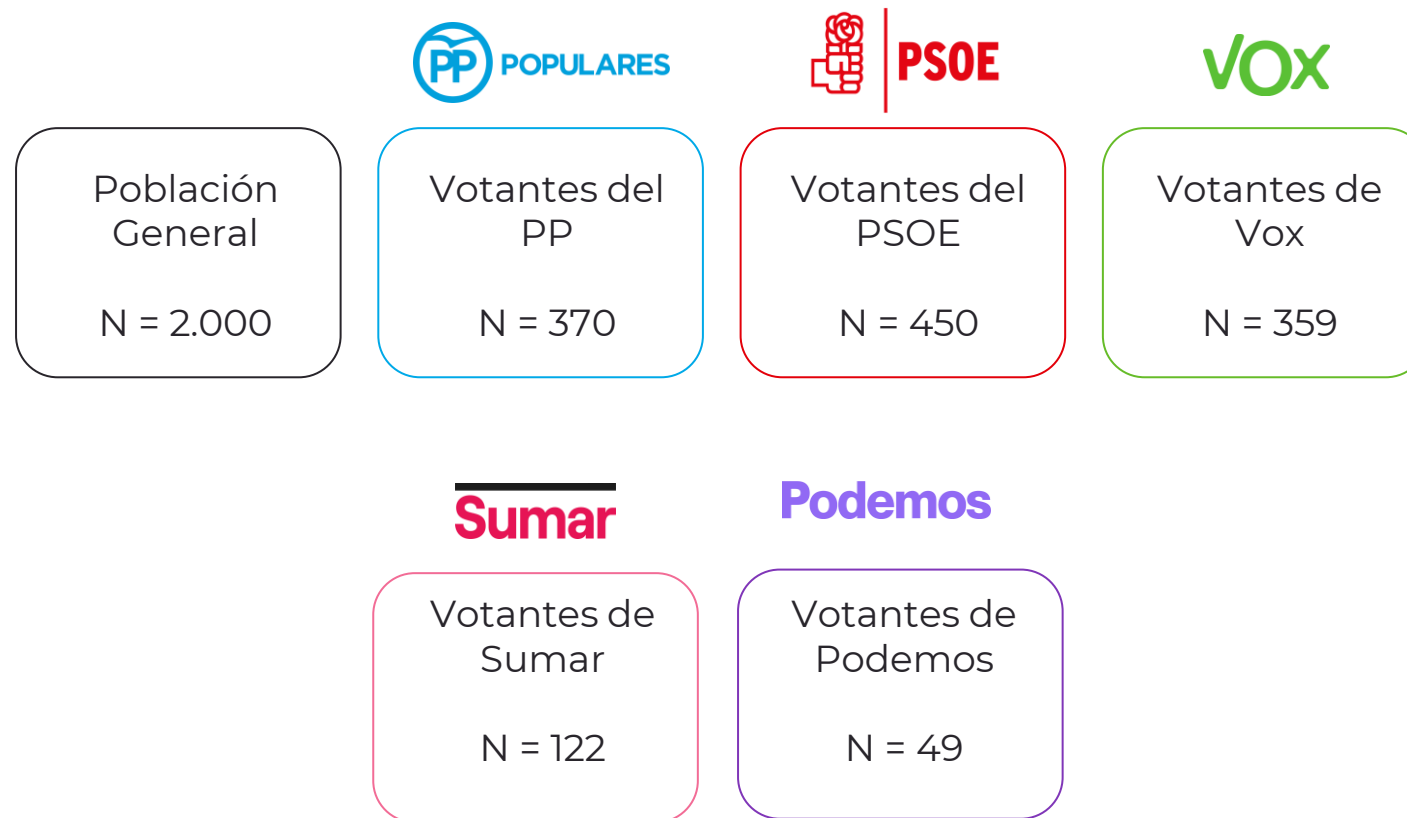 PP POPULARES
PSOE
VOX
Población
General
N = 2.000
Votantes del
PP
N = 370
Votantes del
PSOE
N = 450
Votantes de
Vox
N = 359
Sumar
Podemos
Votantes de
Sumar
N = 122
Votantes de
Podemos
N = 49